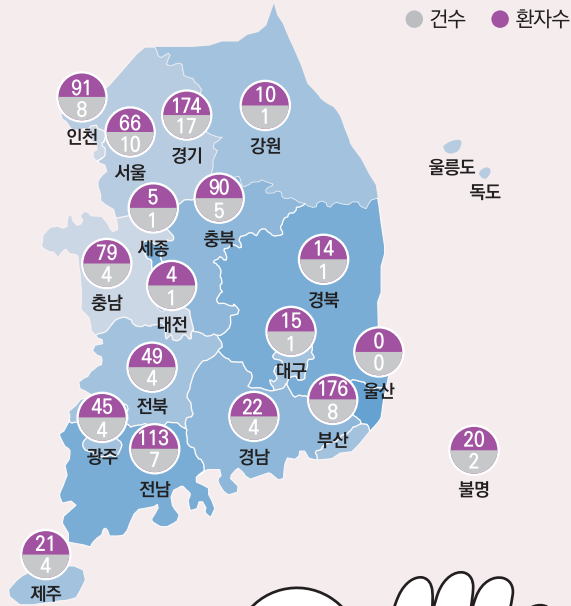 건수 환자수
91
8
인천
66
10
서울
174
17
경기
10
1
강원
울릉도
독도
5
1
세종
90
5
충북
79
4
충남
4
1
대전
14
1
경북
15
1
대구
0
0
울산
49
4
전북
45
4
광주
113
7
전남
22
4
경남
176
8
부산
20
2
불명
21
4
제주